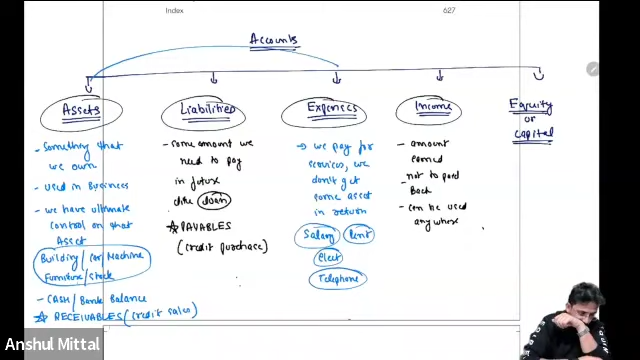 Index
627
Accounts
Assets
- Something that
we own
- used in Business
- we have ultimate
control on that
Asset
Building / Car / Machine
Furniture / Stock
- CASH / Bank Balance
☆ RECEIVABLES (credit sales)
Liabilities
- some amount we
need to pay
in future
like loan
☆ PAYABLES
(credit purchase)
Expenses
→ we pay for
services, we
don't get
some asset
in return
Salary Rent
Elect
Telephone
Income
- amount
earned
not to paid
- Back
- can be used
anywhere
Equity
or
capital
Anshul Mittal